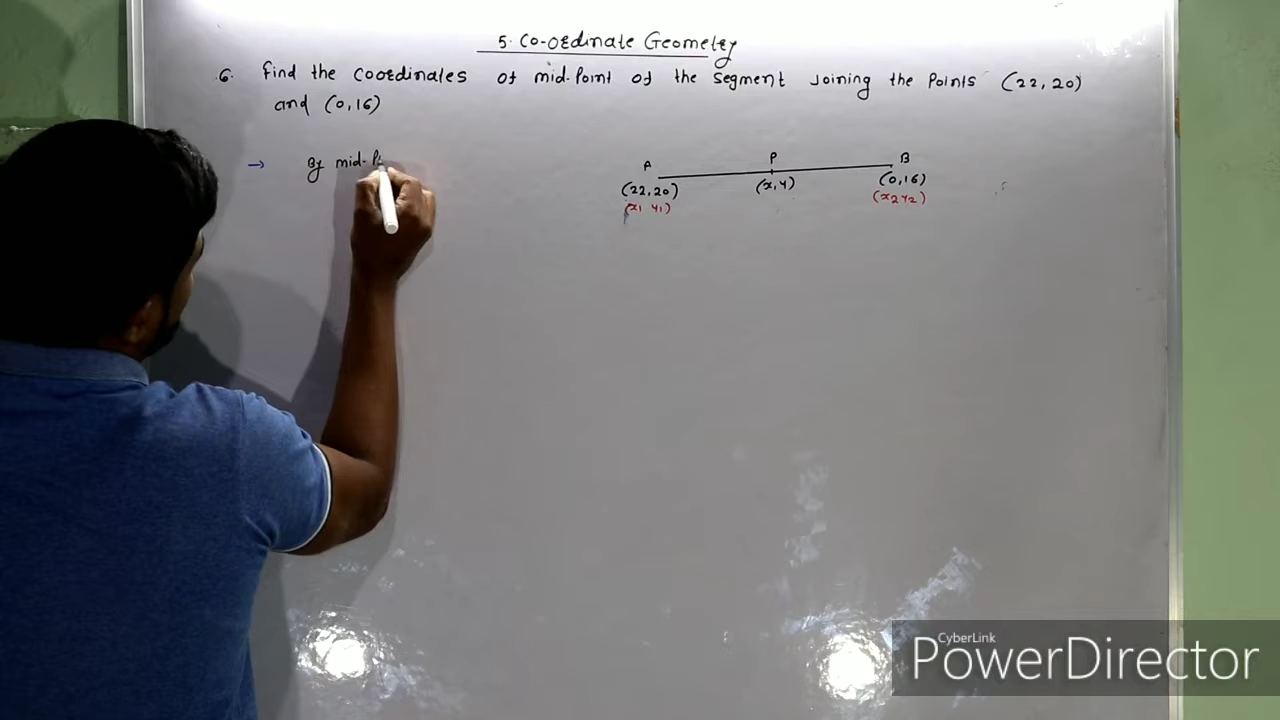 5. Co-ordinate Geometry
6. Find the coordinates of mid-Point of the segment Joining the Points (22, 20)
and (0,16)
→ By mid-P
A P B
(22,20) (x,y) (0,16)
(x1 y1) (x2 y2)
CyberLink
PowerDirector